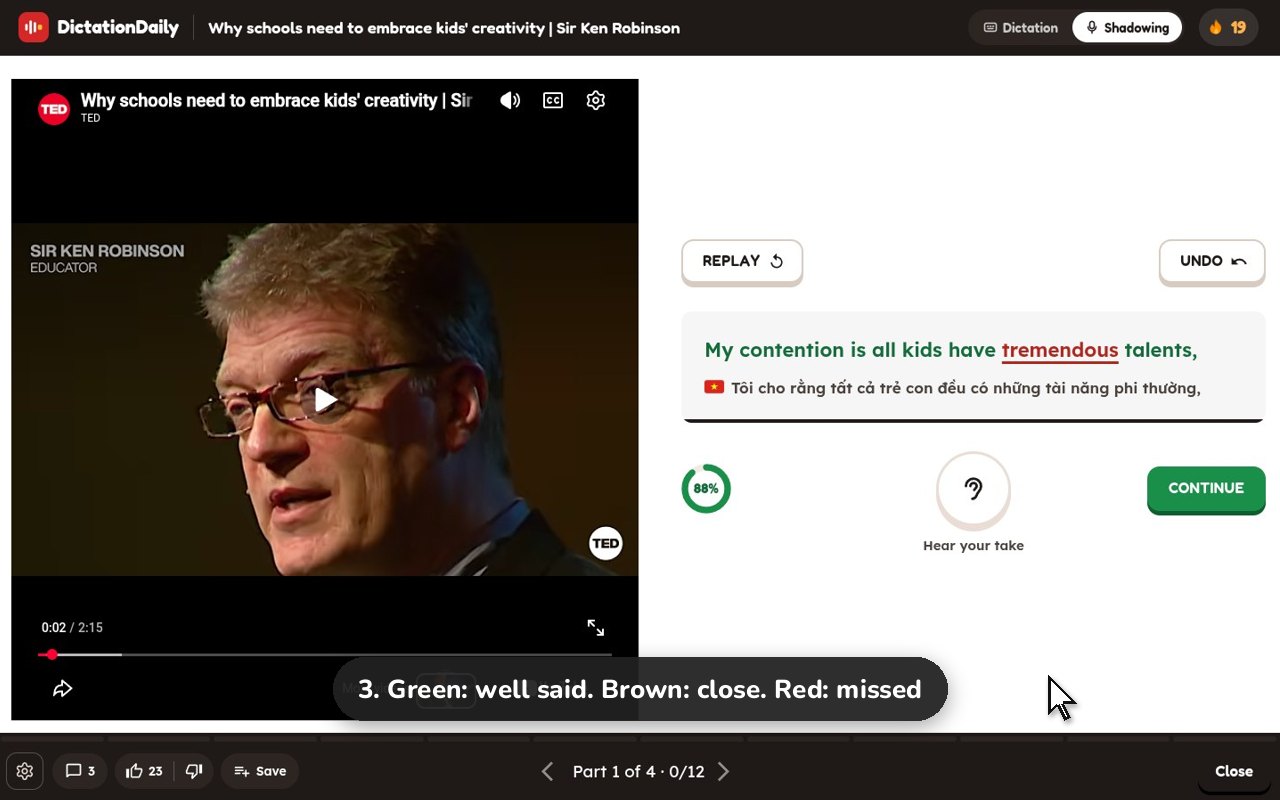 DictationDaily
Why schools need to embrace kids' creativity | Sir Ken Robinson
Dictation
Shadowing
19
TED
Why schools need to embrace kids' creativity | Sir
TED
CC
SIR KEN ROBINSON
EDUCATOR
TED
0:02 / 2:15
REPLAY
UNDO
My contention is all kids have tremendous talents,
Tôi cho rằng tất cả trẻ con đều có những tài năng phi thường,
88%
CONTINUE
Hear your take
3. Green: well said. Brown: close. Red: missed
3
23
Save
Part 1 of 4 · 0/12
Close